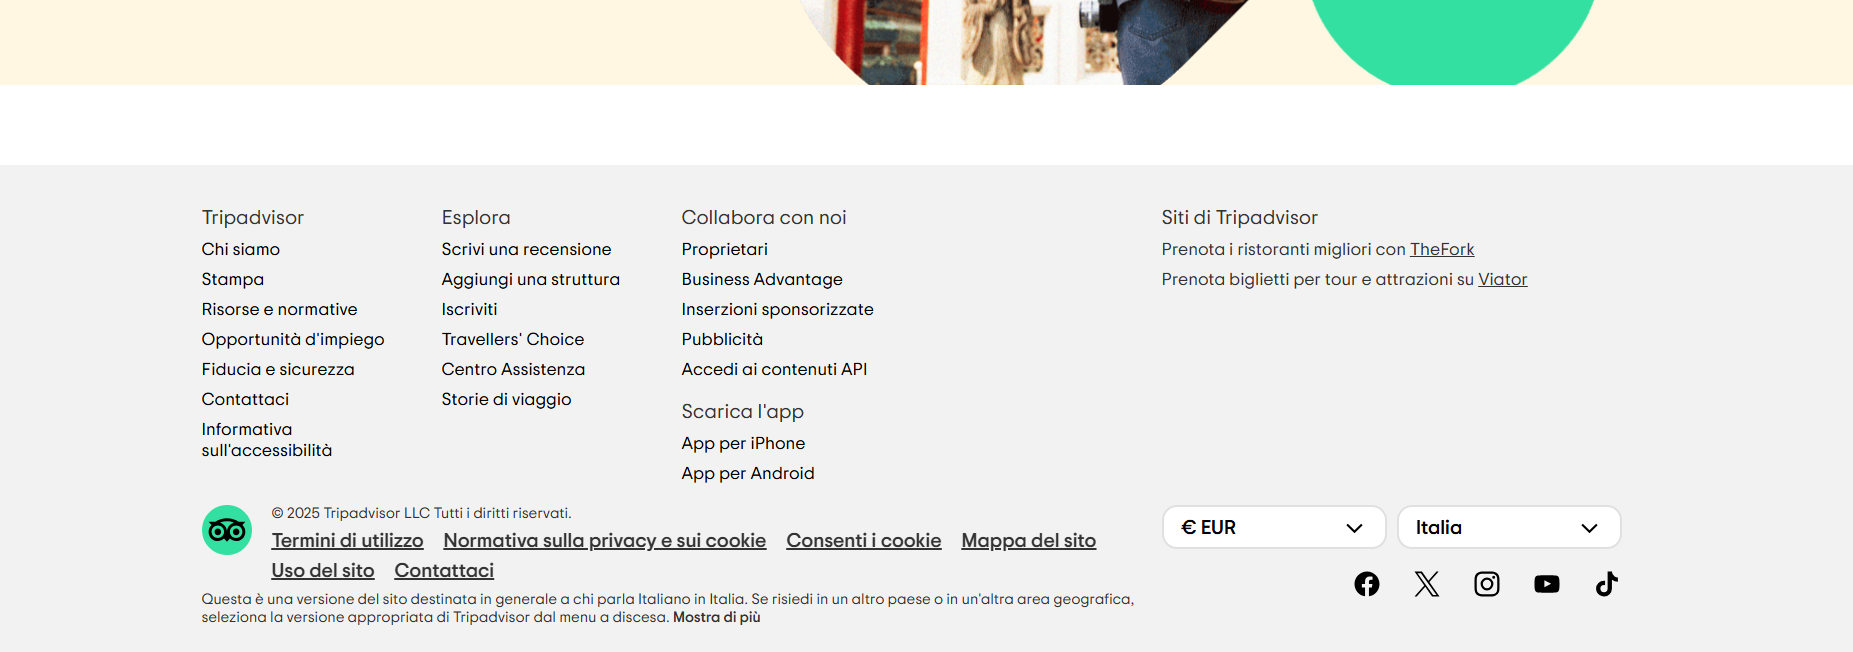 Tripadvisor
Chi siamo
Stampa
Risorse e normative
Opportunità d'impiego
Fiducia e sicurezza
Contattaci
Informativa
sull'accessibilità
Esplora
Scrivi una recensione
Aggiungi una struttura
Iscriviti
Travellers' Choice
Centro Assistenza
Storie di viaggio
Collabora con noi
Proprietari
Business Advantage
Inserzioni sponsorizzate
Pubblicità
Accedi ai contenuti API
Scarica l'app
App per iPhone
App per Android
Siti di Tripadvisor
Prenota i ristoranti migliori con TheFork
Prenota biglietti per tour e attrazioni su Viator
© 2025 Tripadvisor LLC Tutti i diritti riservati.
Termini di utilizzo Normativa sulla privacy e sui cookie Consenti i cookie Mappa del sito
Uso del sito Contattaci
Questa è una versione del sito destinata in generale a chi parla Italiano in Italia. Se risiedi in un altro paese o in un'altra area geografica,
seleziona la versione appropriata di Tripadvisor dal menu a discesa. Mostra di più
€ EUR
Italia